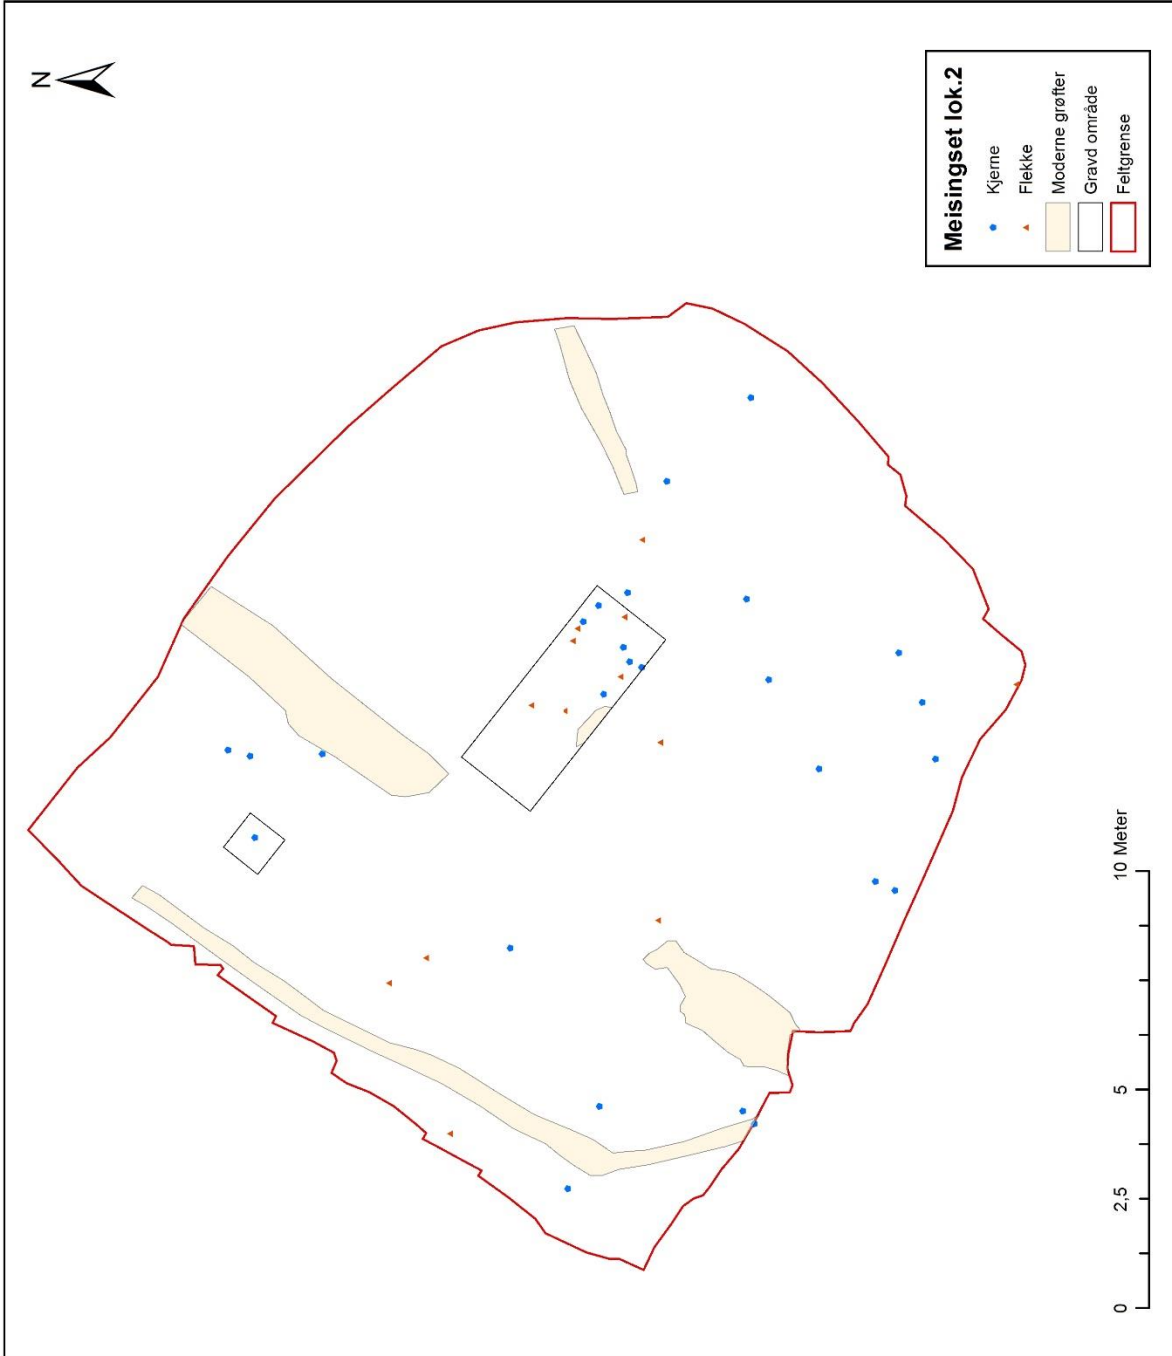 N
Meisingset lok.2
Kjerne
Flekke
Moderne grøfter
Gravd område
Feltgrense
0 2,5 5 10 Meter